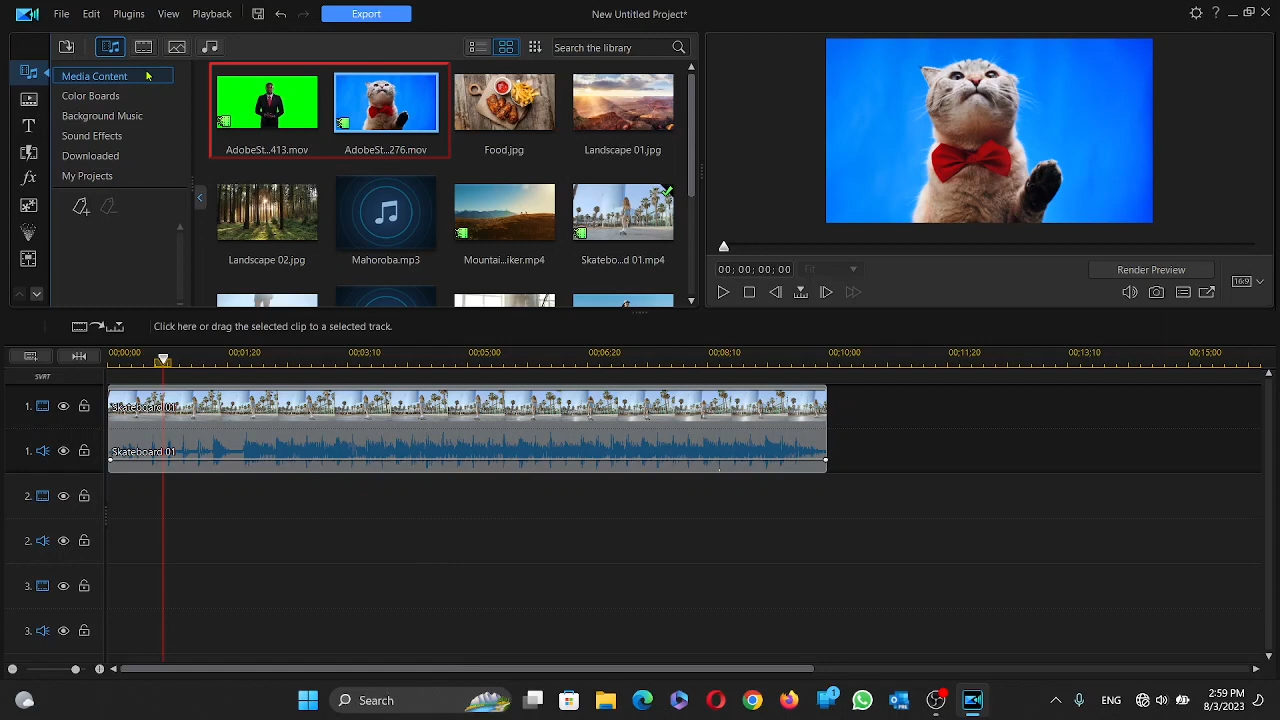 File Edit Plugins View Playback Export New Untitled Project* ?
Search the library
Media Content
Color Boards
Background Music
Sound Effects
Downloaded
My Projects
AdobeSt...413.mov AdobeSt...276.mov Food.jpg Landscape 01.jpg
Landscape 02.jpg Mahoroba.mp3 Mountai...iker.mp4 Skatebo...d 01.mp4
00; 00; 00; 00 Fit Render Preview
16:9
Click here or drag the selected clip to a selected track.
00;00;00 00;01;20 00;03;10 00;05;00 00;06;20 00;08;10 00;10;00 00;11;20 00;13;10 00;15;00
SVRT
1. Skateboard 01
1. Skateboard 01
2.
2.
3.
3.
Search 1 PRE ENG 2:59 PM
8/3/2023